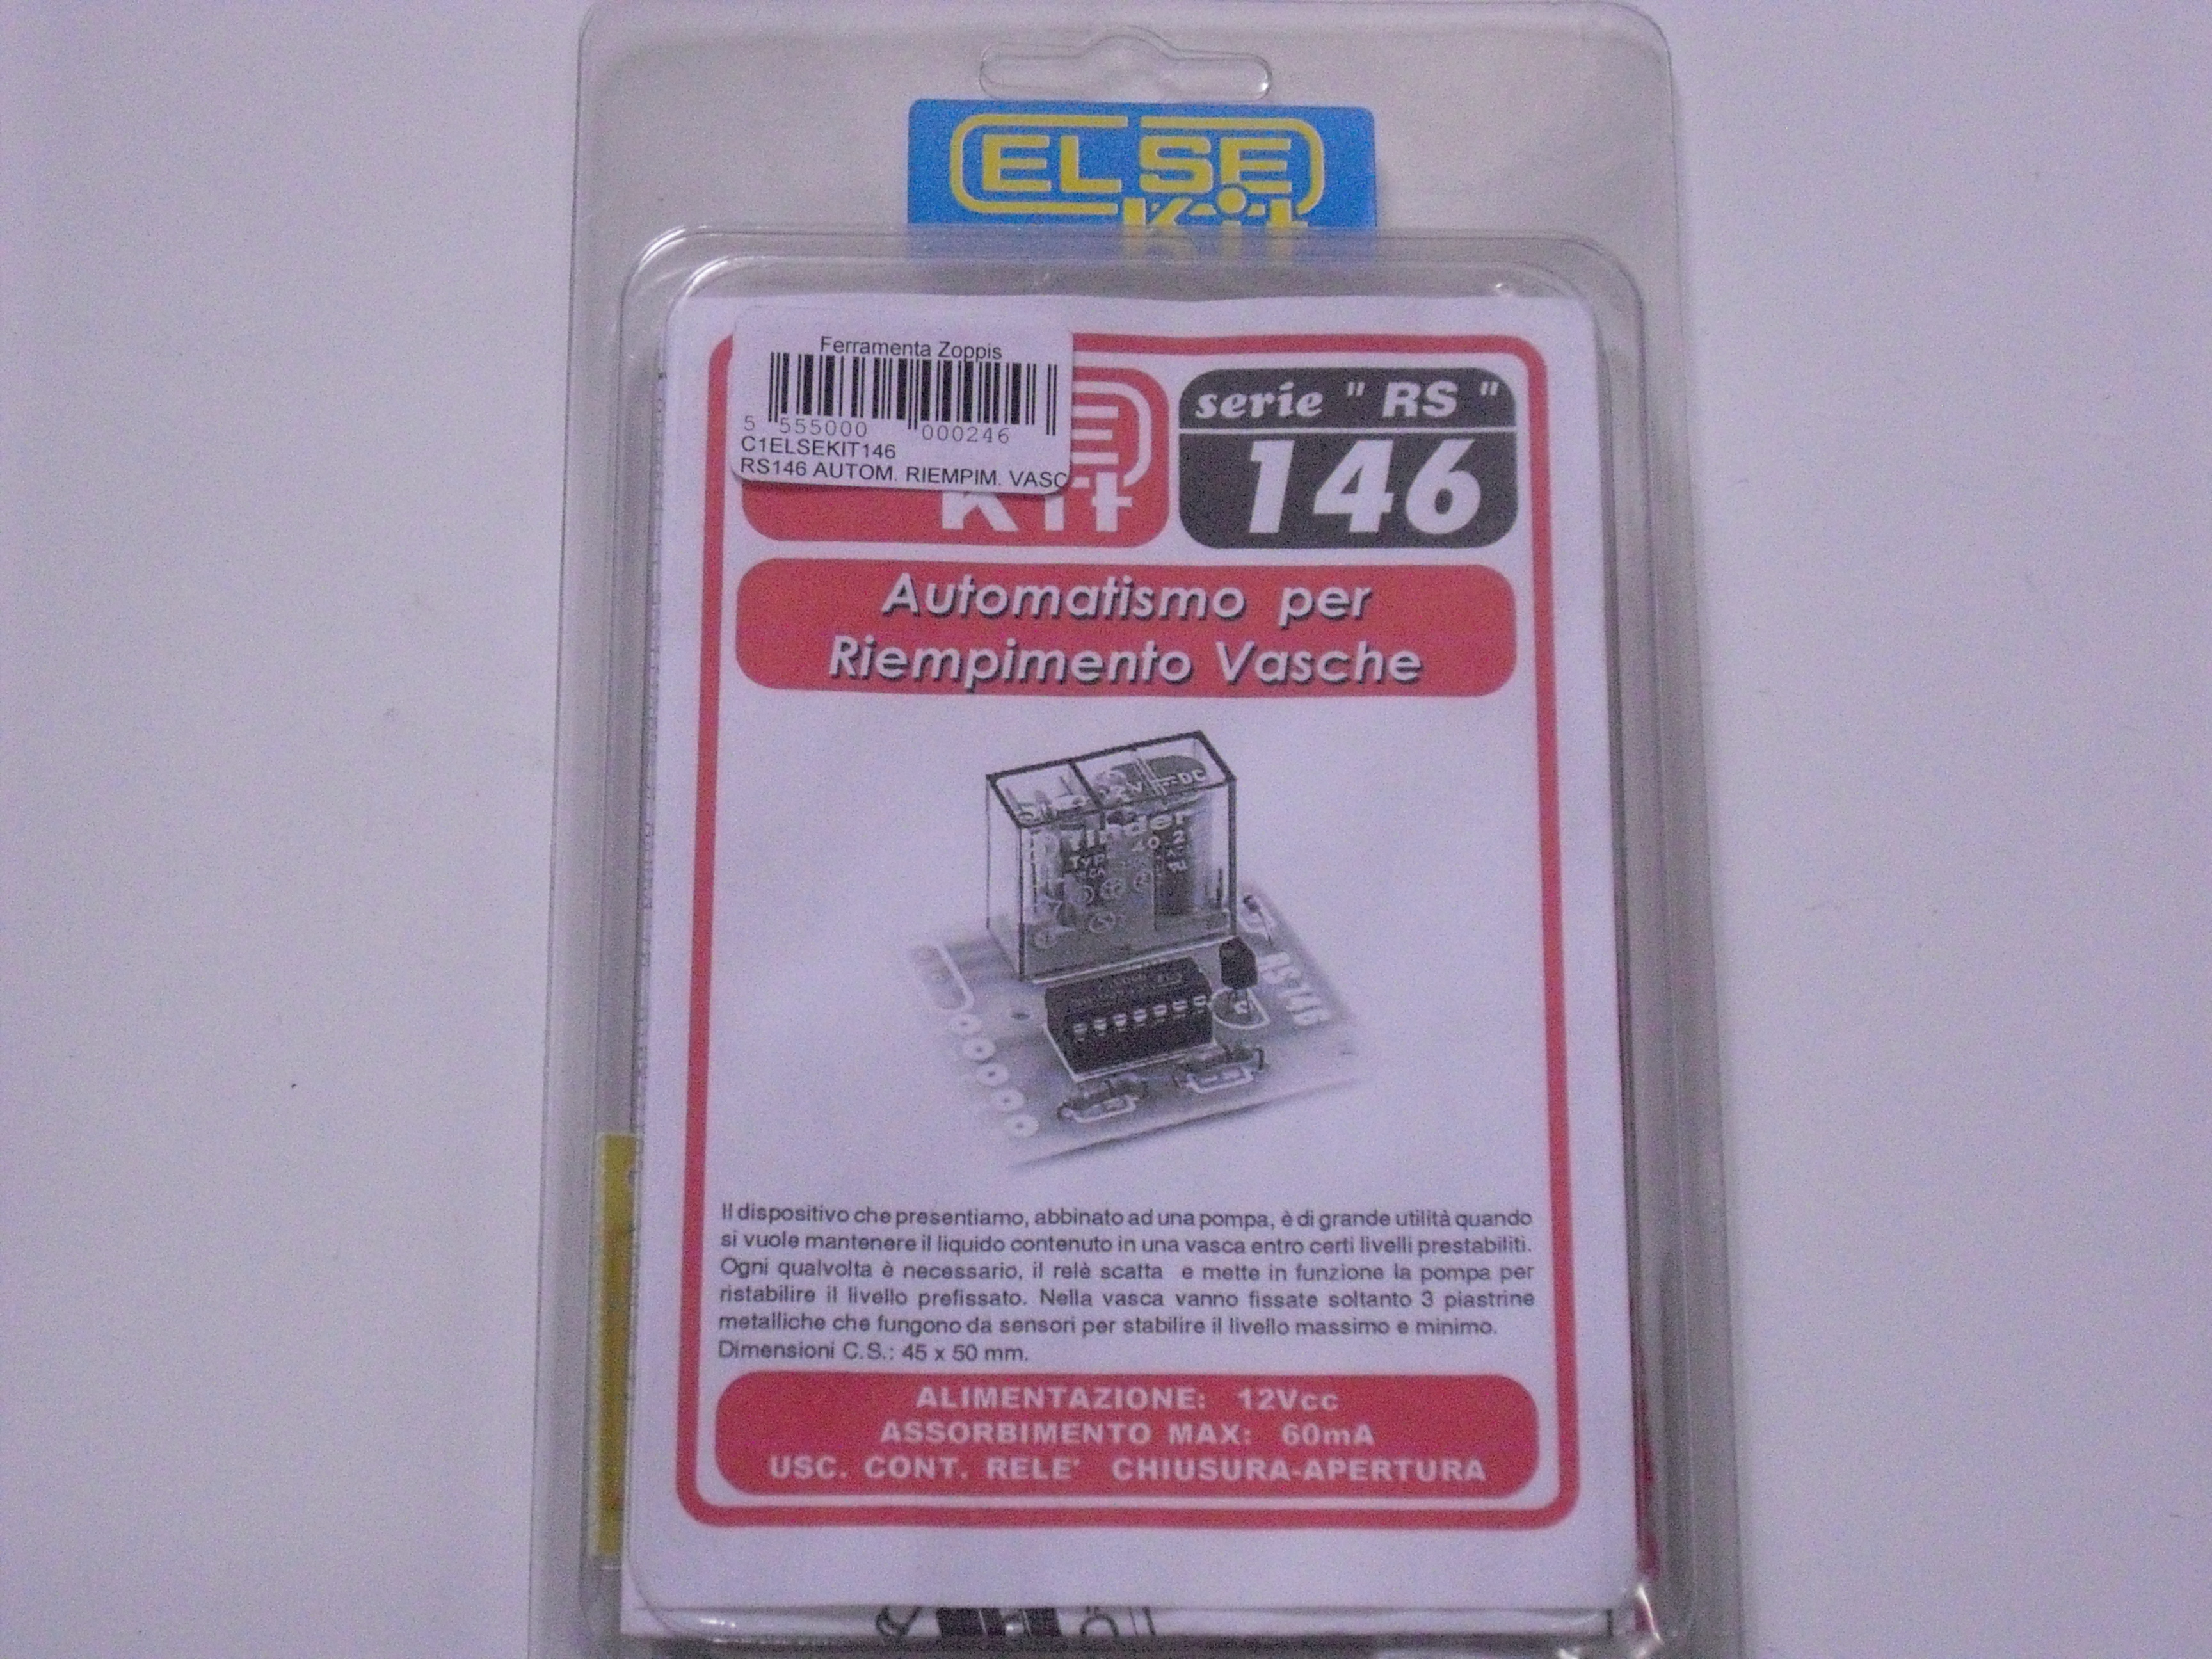 ELSE
Kit
Ferramenta Zoppis
5 555000 000246
C1ELSEKIT146
RS146 AUTOM. RIEMPIM. VASC
E
Kit
serie " RS "
146
Automatismo per
Riempimento Vasche
finder
RS 146
Il dispositivo che presentiamo, abbinato ad una pompa, è di grande utilità quando
si vuole mantenere il liquido contenuto in una vasca entro certi livelli prestabiliti.
Ogni qualvolta è necessario, il relè scatta e mette in funzione la pompa per
ristabilire il livello prefissato. Nella vasca vanno fissate soltanto 3 piastrine
metalliche che fungono da sensori per stabilire il livello massimo e minimo.
Dimensioni C.S.: 45 x 50 mm.
ALIMENTAZIONE: 12Vcc
ASSORBIMENTO MAX: 60mA
USC. CONT. RELE' CHIUSURA-APERTURA